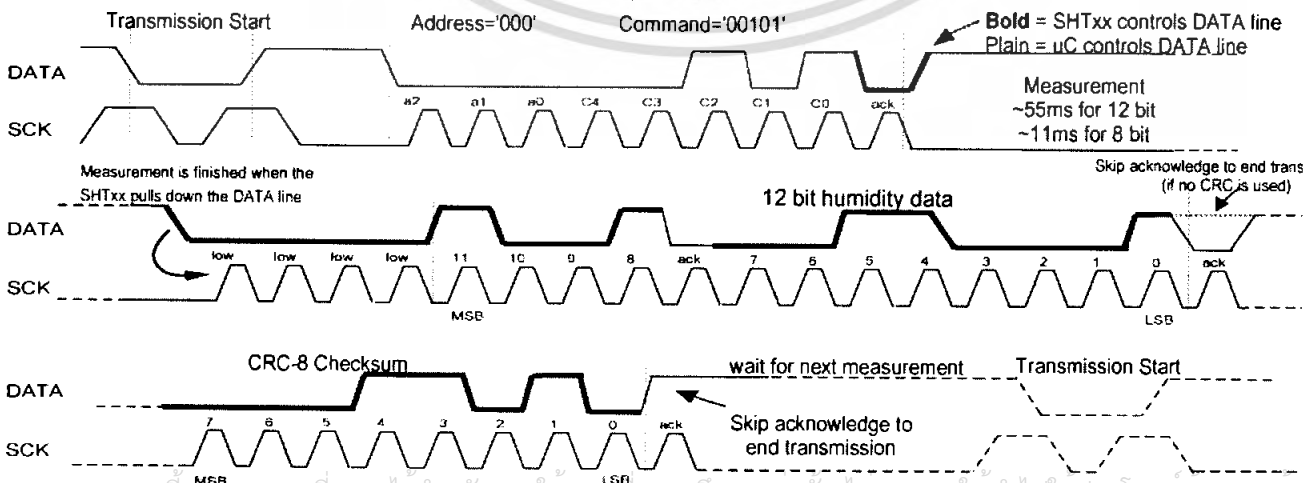 Transmission Start Address='000' Command='00101' Bold = SHTxx controls DATA line
Plain = uC controls DATA line
DATA
a2 a1 a0 C4 C3 C2 C1 C0 ack
SCK
Measurement
~55ms for 12 bit
~11ms for 8 bit
Measurement is finished when the
SHTxx pulls down the DATA line
Skip acknowledge to end trans
(if no CRC is used)
12 bit humidity data
DATA
low low low low 11 10 9 8 ack 7 6 5 4 3 2 1 0 ack
SCK
MSB LSB
CRC-8 Checksum wait for next measurement Transmission Start
DATA
Skip acknowledge to
end transmission
7 6 5 4 3 2 1 0 ack
SCK
MSB LSB